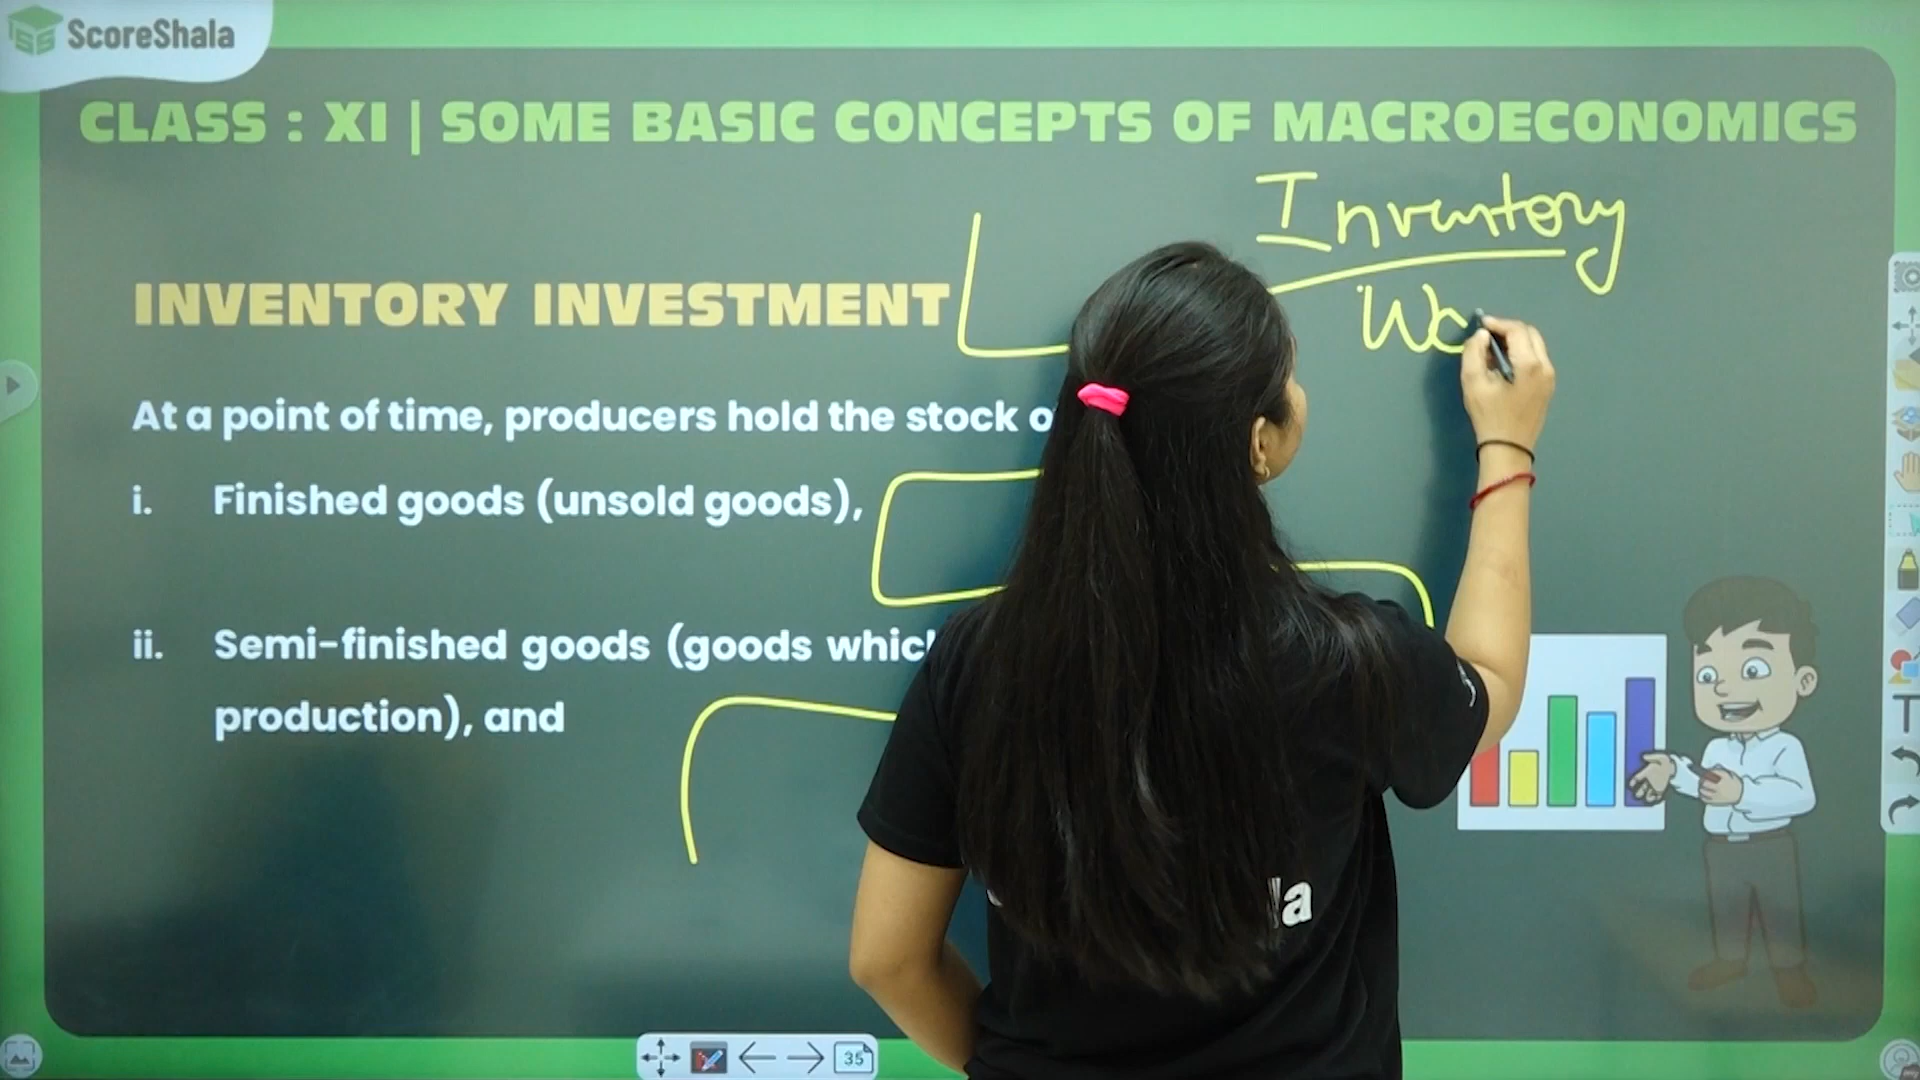 ScoreShala
CLASS : XI | SOME BASIC CONCEPTS OF MACROECONOMICS
Inventory
INVENTORY INVESTMENT
At a point of time, producers hold the stock
i. Finished goods (unsold goods),
ii. Semi-finished goods (goods
production), and
35